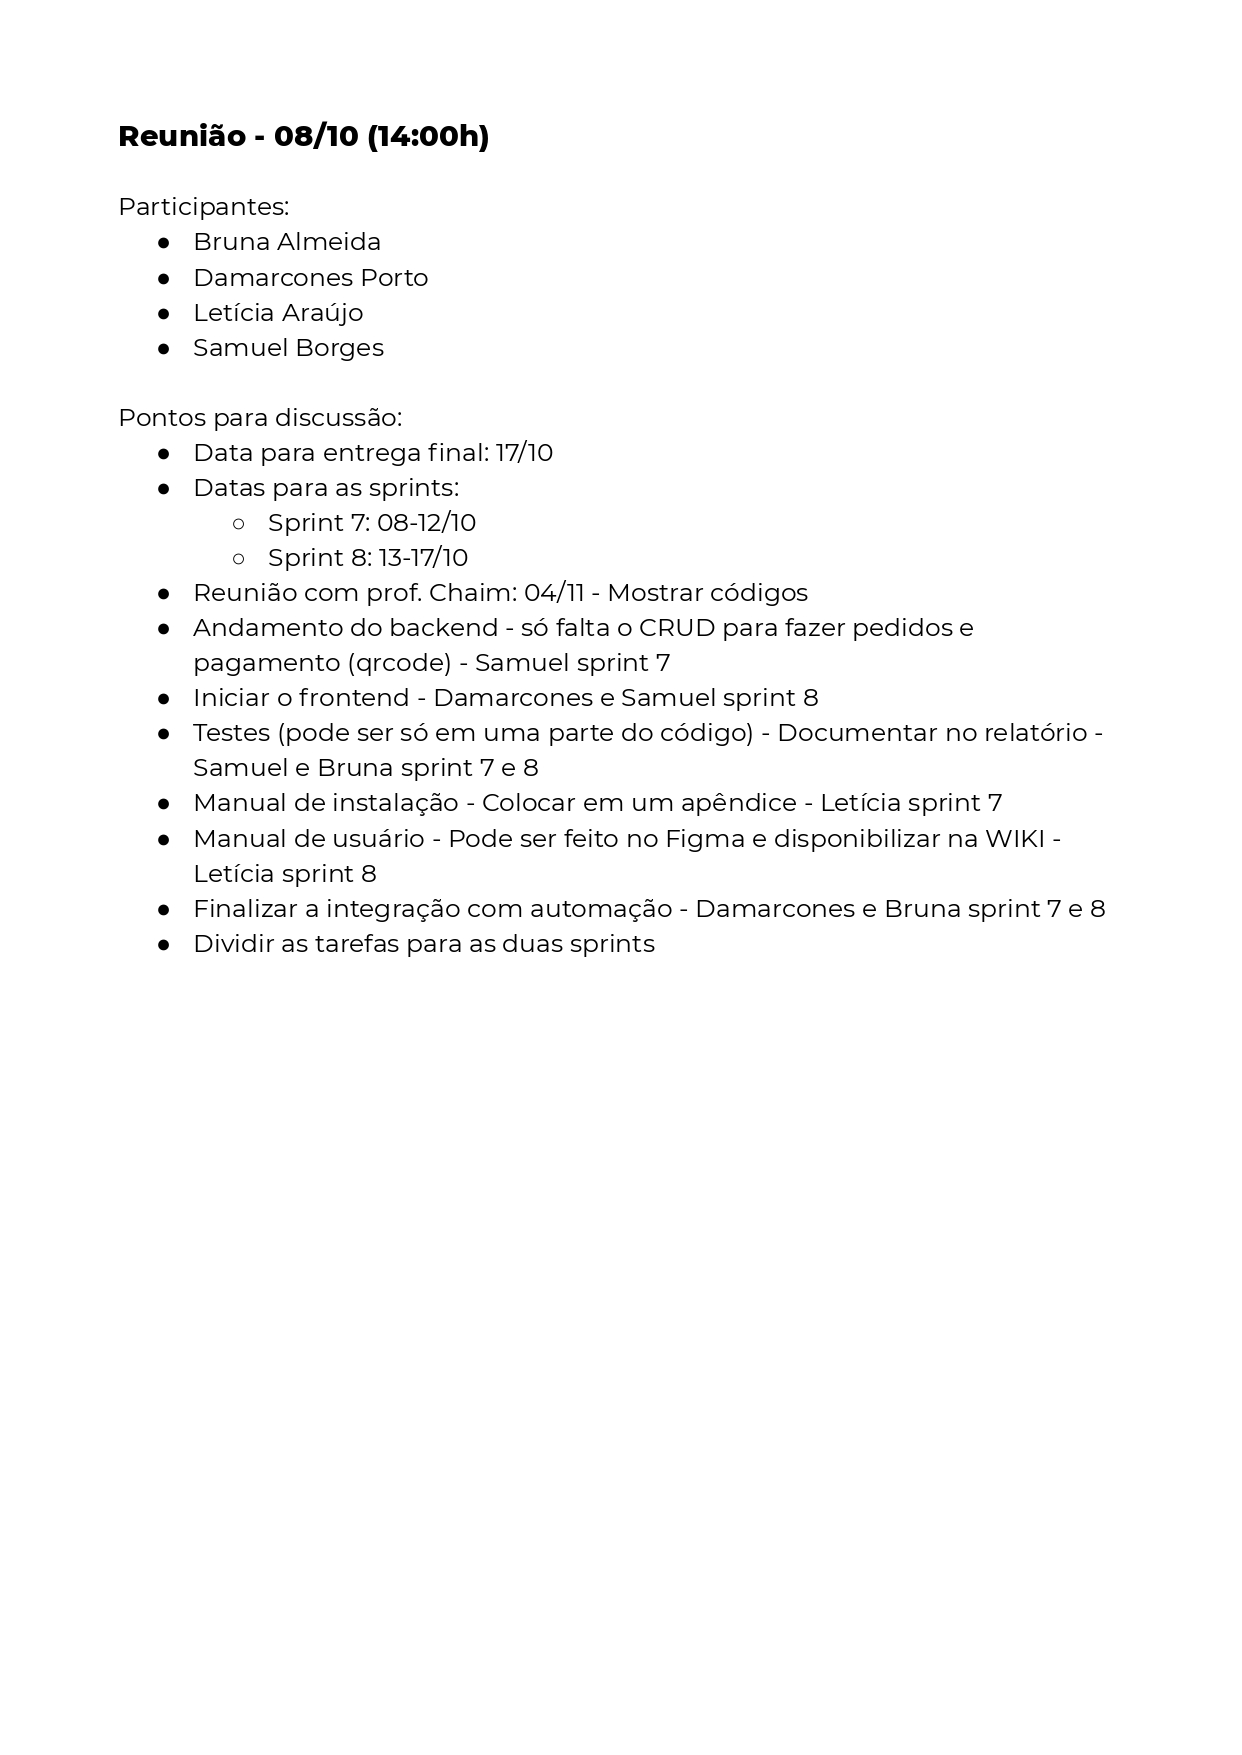 Reunião - 08/10 (14:00h)
Participantes:
● Bruna Almeida
● Damarcones Porto
● Letícia Araújo
● Samuel Borges
Pontos para discussão:
● Data para entrega final: 17/10
● Datas para as sprints:
○ Sprint 7: 08-12/10
○ Sprint 8: 13-17/10
● Reunião com prof. Chaim: 04/11 - Mostrar códigos
● Andamento do backend - só falta o CRUD para fazer pedidos e
pagamento (qrcode) - Samuel sprint 7
● Iniciar o frontend - Damarcones e Samuel sprint 8
● Testes (pode ser só em uma parte do código) - Documentar no relatório -
Samuel e Bruna sprint 7 e 8
● Manual de instalação - Colocar em um apêndice - Letícia sprint 7
● Manual de usuário - Pode ser feito no Figma e disponibilizar na WIKI -
Letícia sprint 8
● Finalizar a integração com automação - Damarcones e Bruna sprint 7 e 8
● Dividir as tarefas para as duas sprints